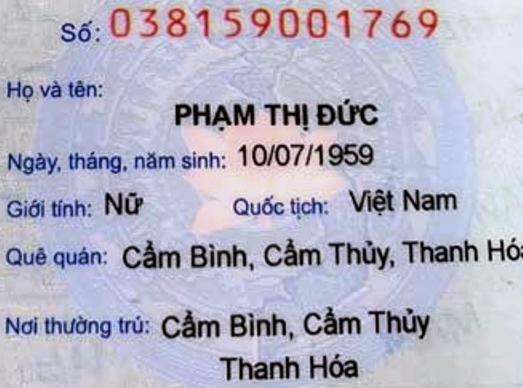 Số: 038159001769
Họ và tên:
PHẠM THỊ ĐỨC
Ngày, tháng, năm sinh: 10/07/1959
Giới tính: Nữ Quốc tịch: Việt Nam
Quê quán: Cẩm Bình, Cẩm Thủy, Thanh Hóa
Nơi thường trú: Cẩm Bình, Cẩm Thủy
Thanh Hóa